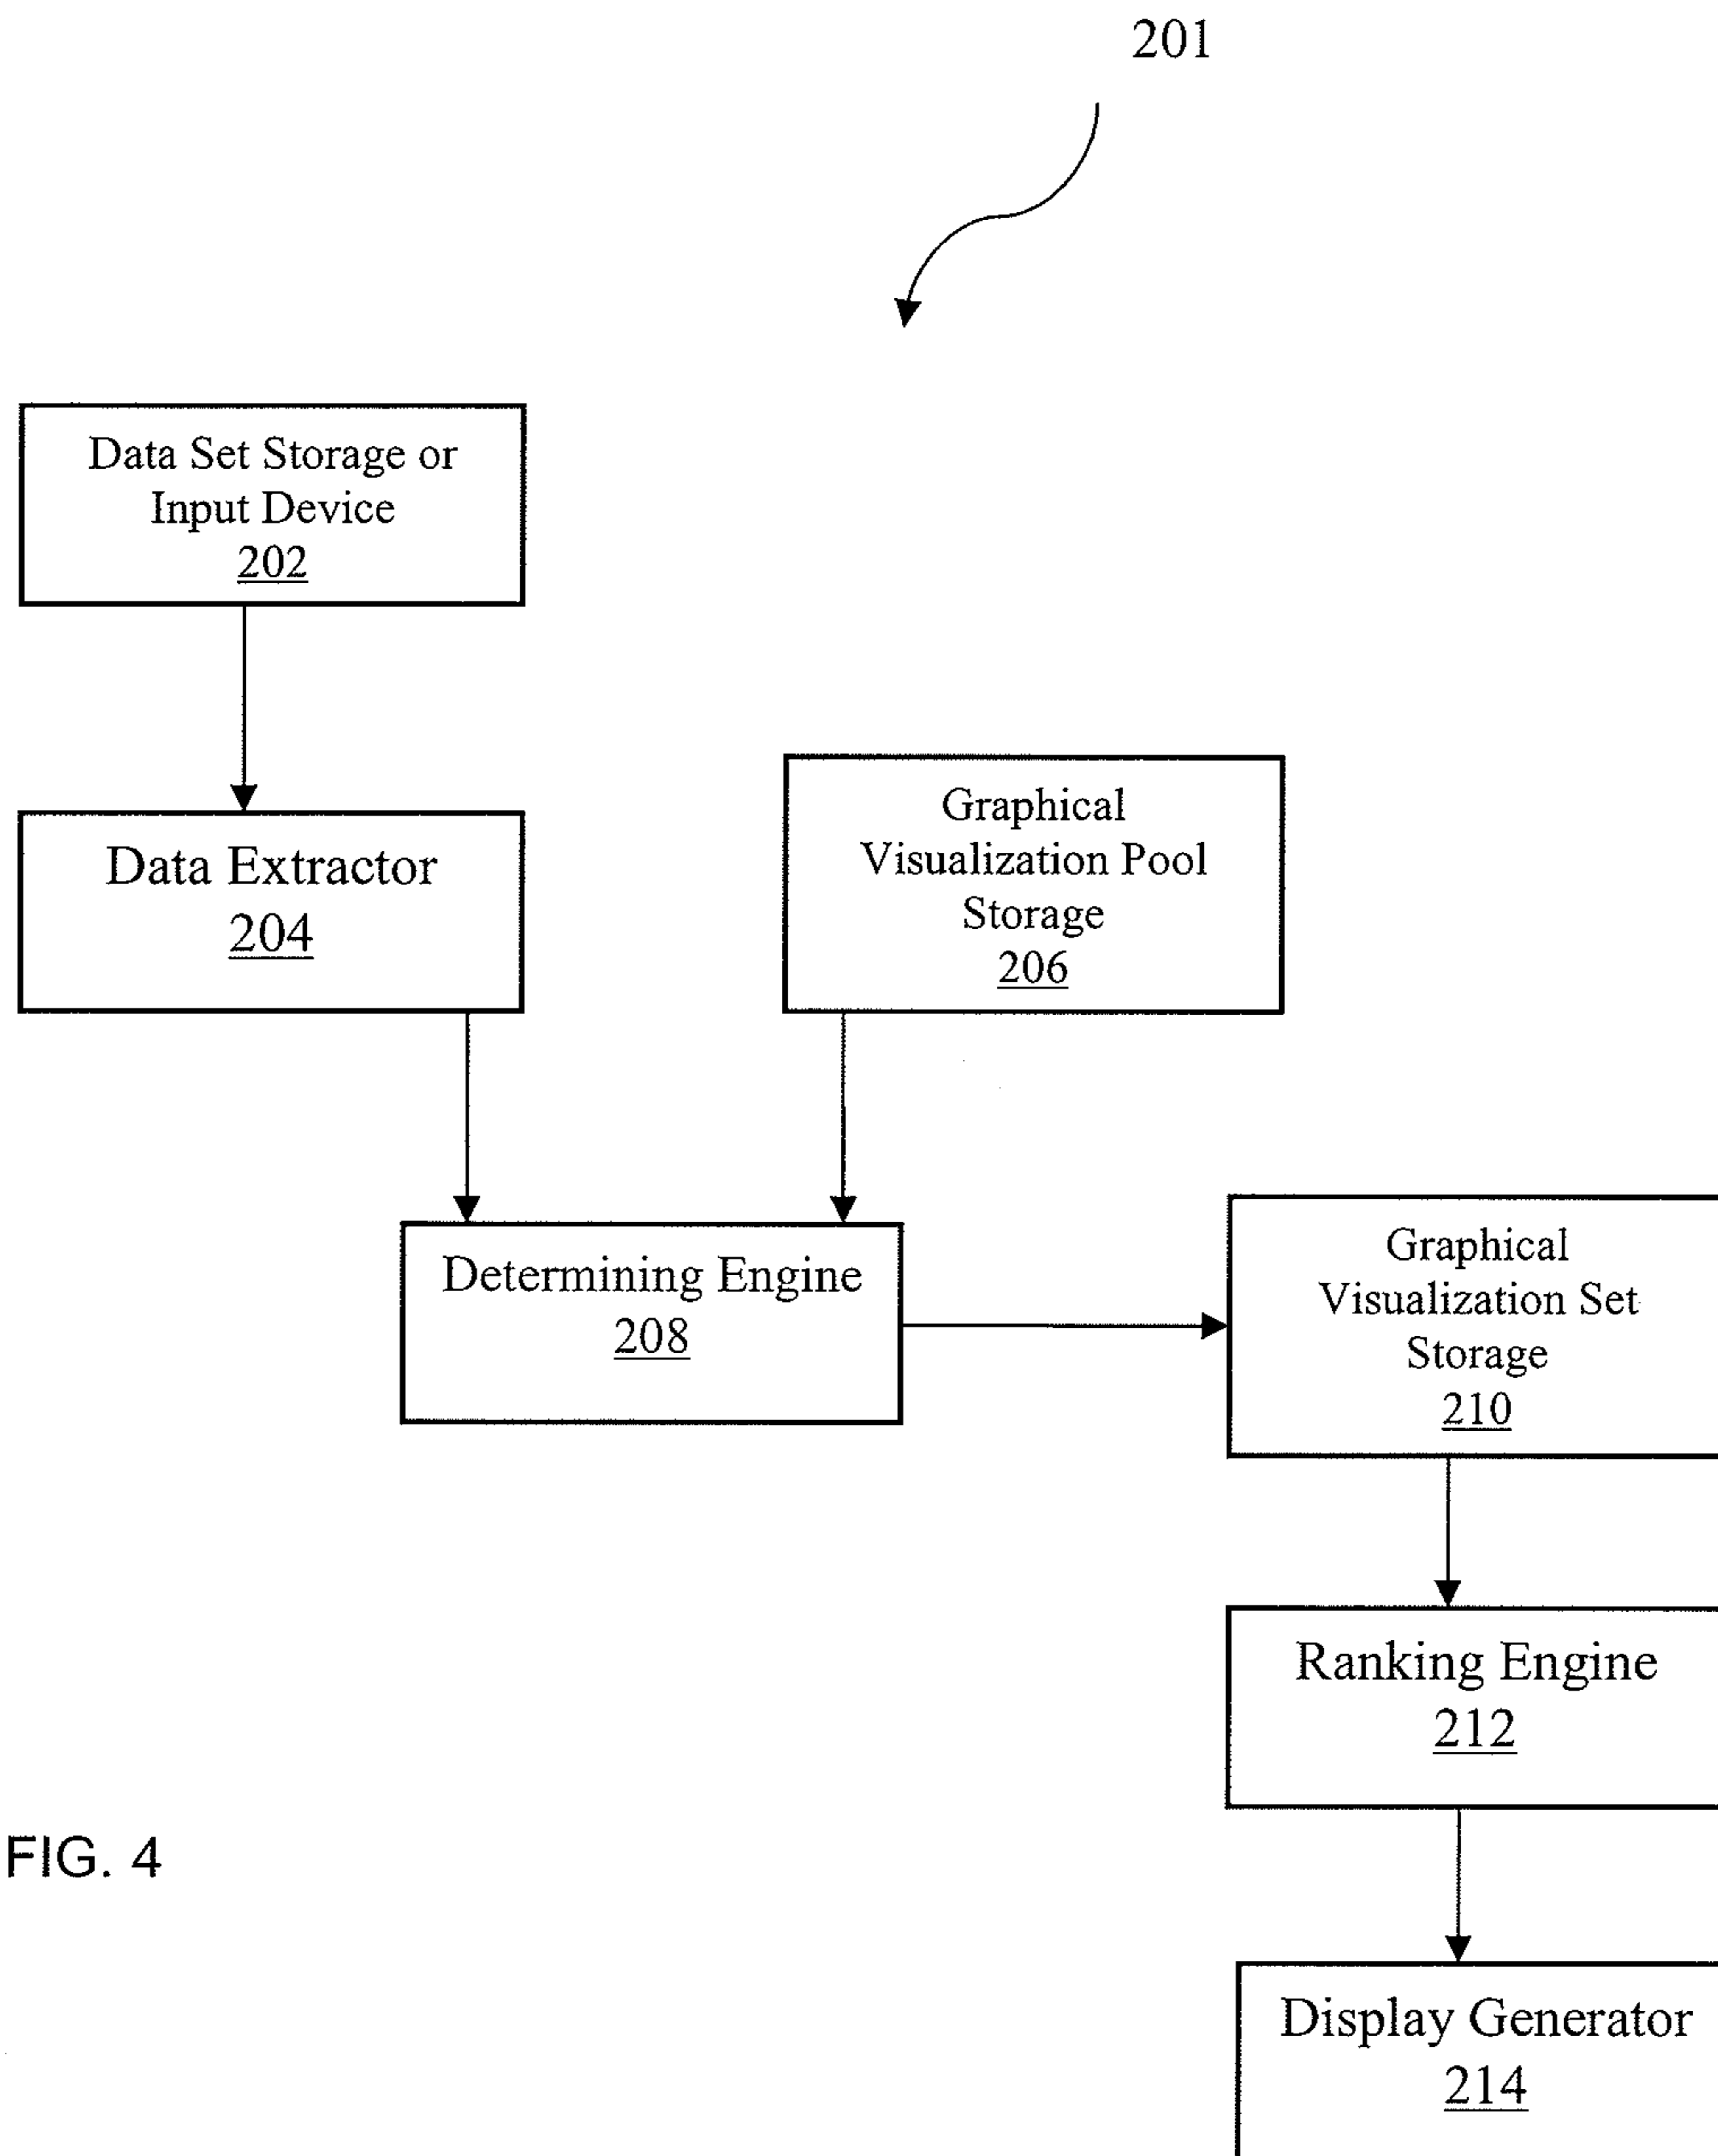 201
Data Set Storage or
Input Device
202
Data Extractor
204
Graphical
Visualization Pool
Storage
206
Determining Engine
208
Graphical
Visualization Set
Storage
210
Ranking Engine
212
FIG. 4
Display Generator
214